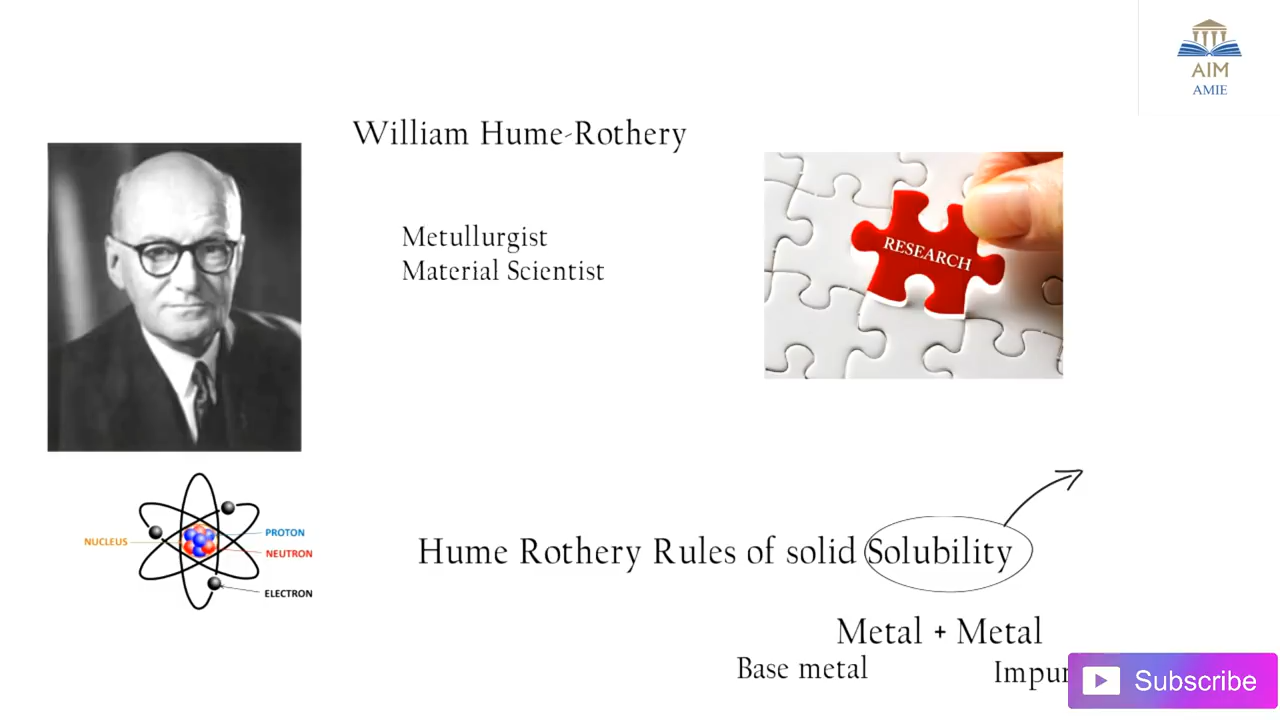 AIM
AMIE
William Hume-Rothery
Metullurgist
Material Scientist
RESEARCH
NUCLEUS
PROTON
NEUTRON
ELECTRON
Hume Rothery Rules of solid Solubility
Metal + Metal
Base metal
Impur
Subscribe